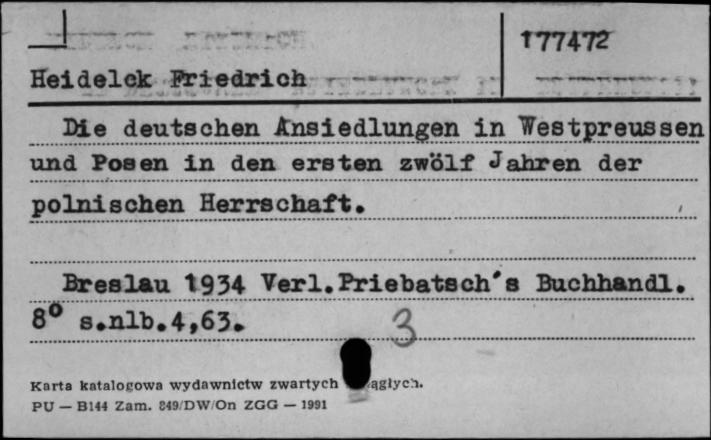 177472
Heidelck Friedrich
Die deutschen Ansiedlungen in Westpreussen
und Posen in den ersten zwölf Jahren der
polnischen Herrschaft.
Breslau 1934 Verl.Priebatsch's Buchhandl.
8° s.nlb.4,63.
3
Karta katalogowa wydawnictw zwartych
PU — B144 Zam. 849/DW/On ZGG — 1991